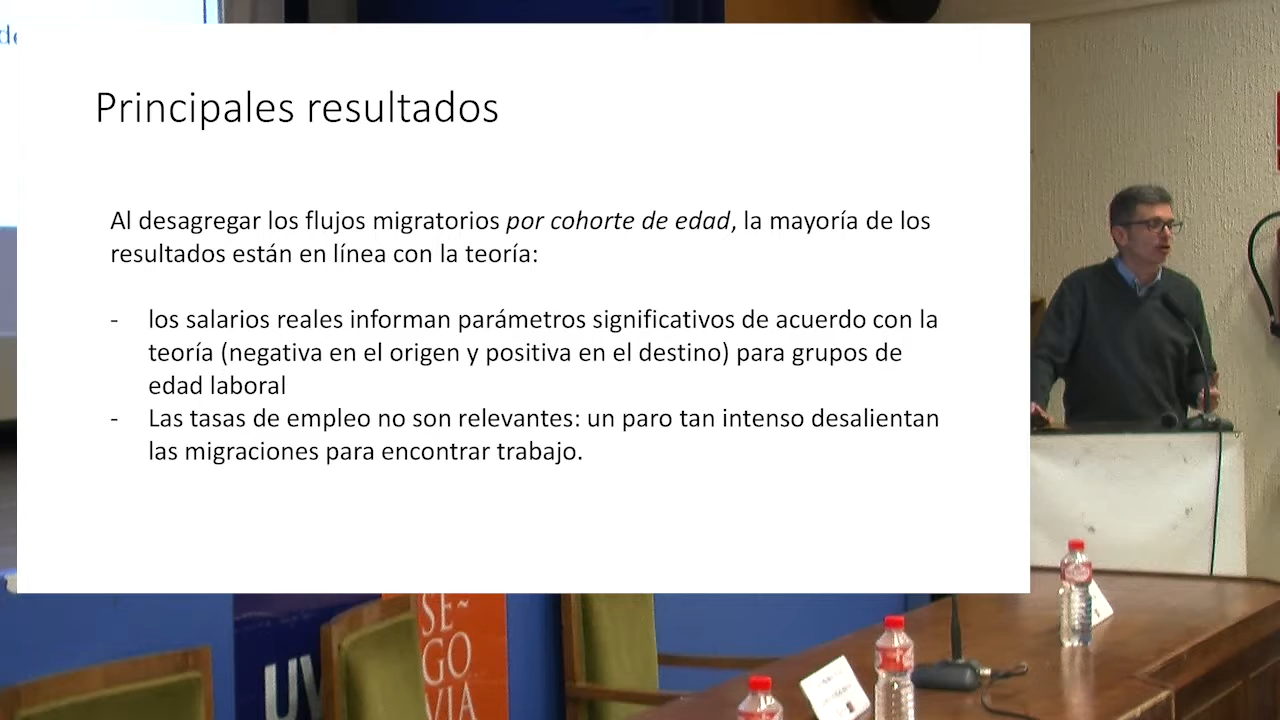 Principales resultados
Al desagregar los flujos migratorios por cohorte de edad, la mayoría de los
resultados están en línea con la teoría:
- los salarios reales informan parámetros significativos de acuerdo con la
teoría (negativa en el origen y positiva en el destino) para grupos de
edad laboral
- Las tasas de empleo no son relevantes: un paro tan intenso desalientan
las migraciones para encontrar trabajo.
de
SE~
GO
VIA
UV